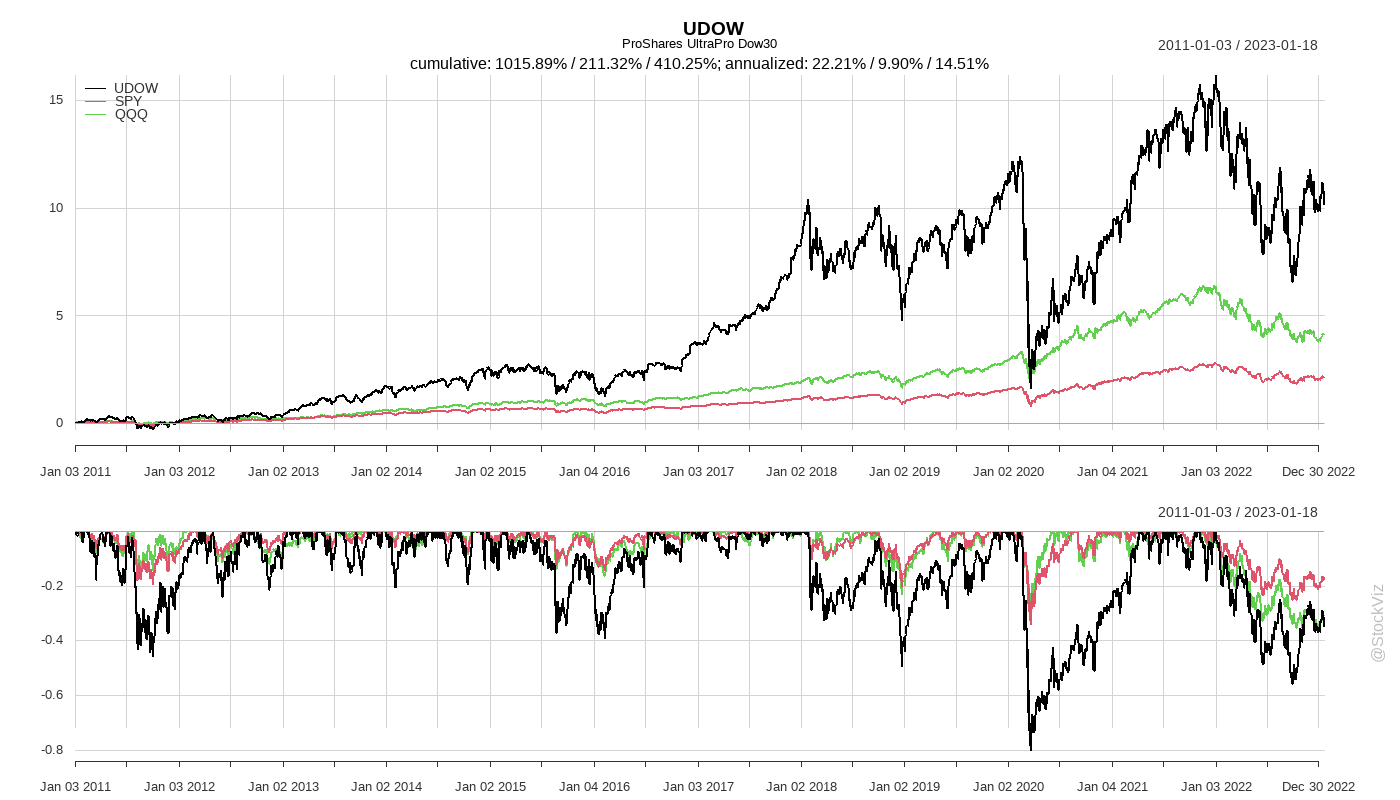 UDOW
ProShares UltraPro Dow30
2011-01-03 / 2023-01-18
cumulative: 1015.89% / 211.32% / 410.25%; annualized: 22.21% / 9.90% / 14.51%
UDOW
SPY
QQQ
15
10
5
0
Jan 03 2011 Jan 03 2012 Jan 02 2013 Jan 02 2014 Jan 02 2015 Jan 04 2016 Jan 03 2017 Jan 02 2018 Jan 02 2019 Jan 02 2020 Jan 04 2021 Jan 03 2022 Dec 30 2022
2011-01-03 / 2023-01-18
-0.2
-0.4
-0.6
-0.8
Jan 03 2011 Jan 03 2012 Jan 02 2013 Jan 02 2014 Jan 02 2015 Jan 04 2016 Jan 03 2017 Jan 02 2018 Jan 02 2019 Jan 02 2020 Jan 04 2021 Jan 03 2022 Dec 30 2022
@StockViz